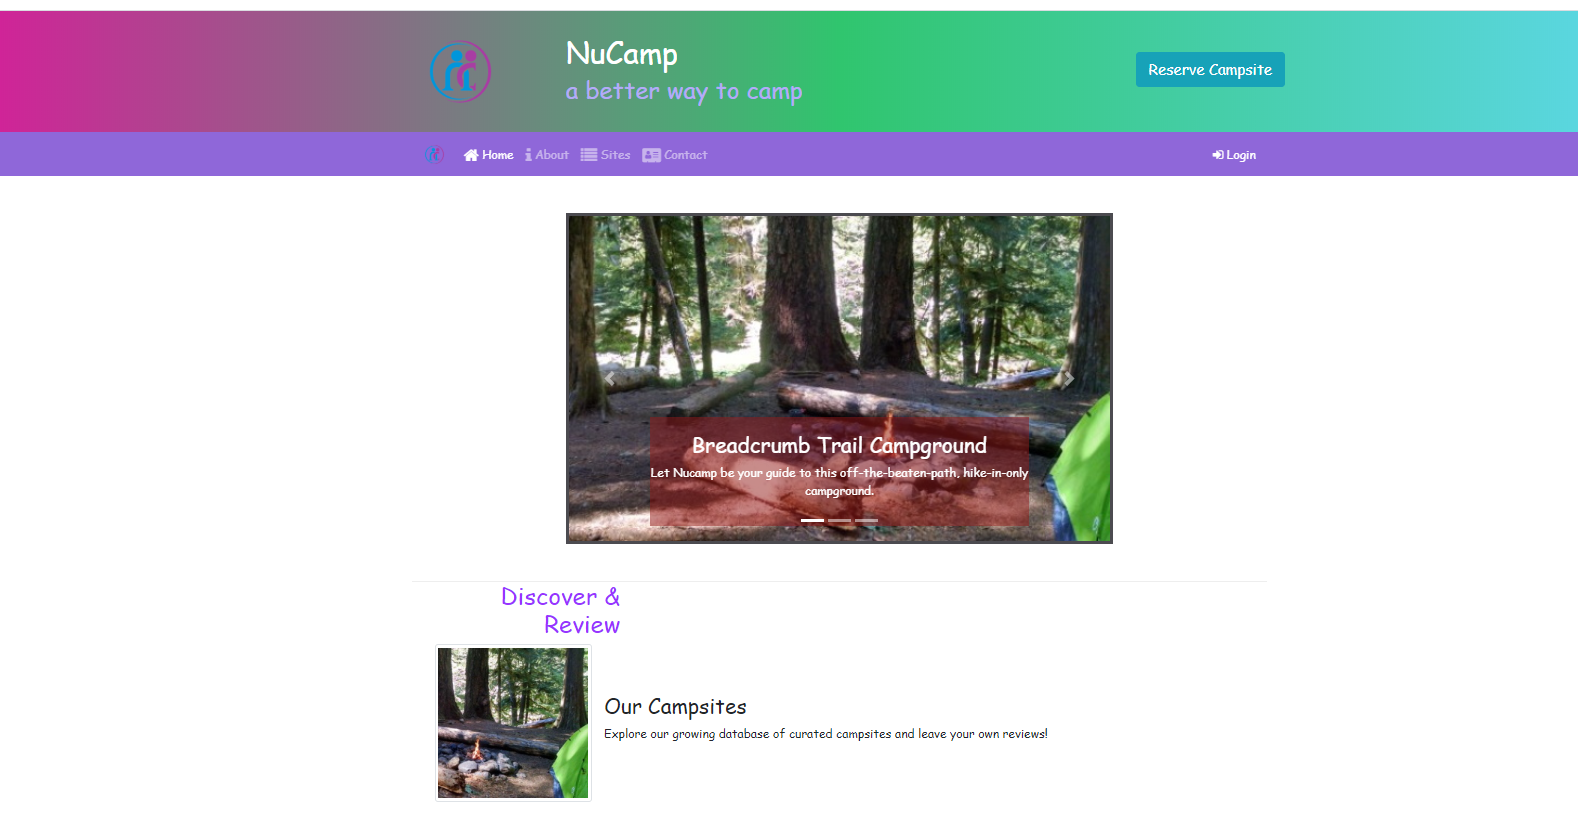 NuCamp
a better way to camp
Reserve Campsite
Home About Sites Contact
Login
Breadcrumb Trail Campground
Let Nucamp be your guide to this off-the-beaten-path, hike-in-only
campground.
Discover &
Review
Our Campsites
Explore our growing database of curated campsites and leave your own reviews!